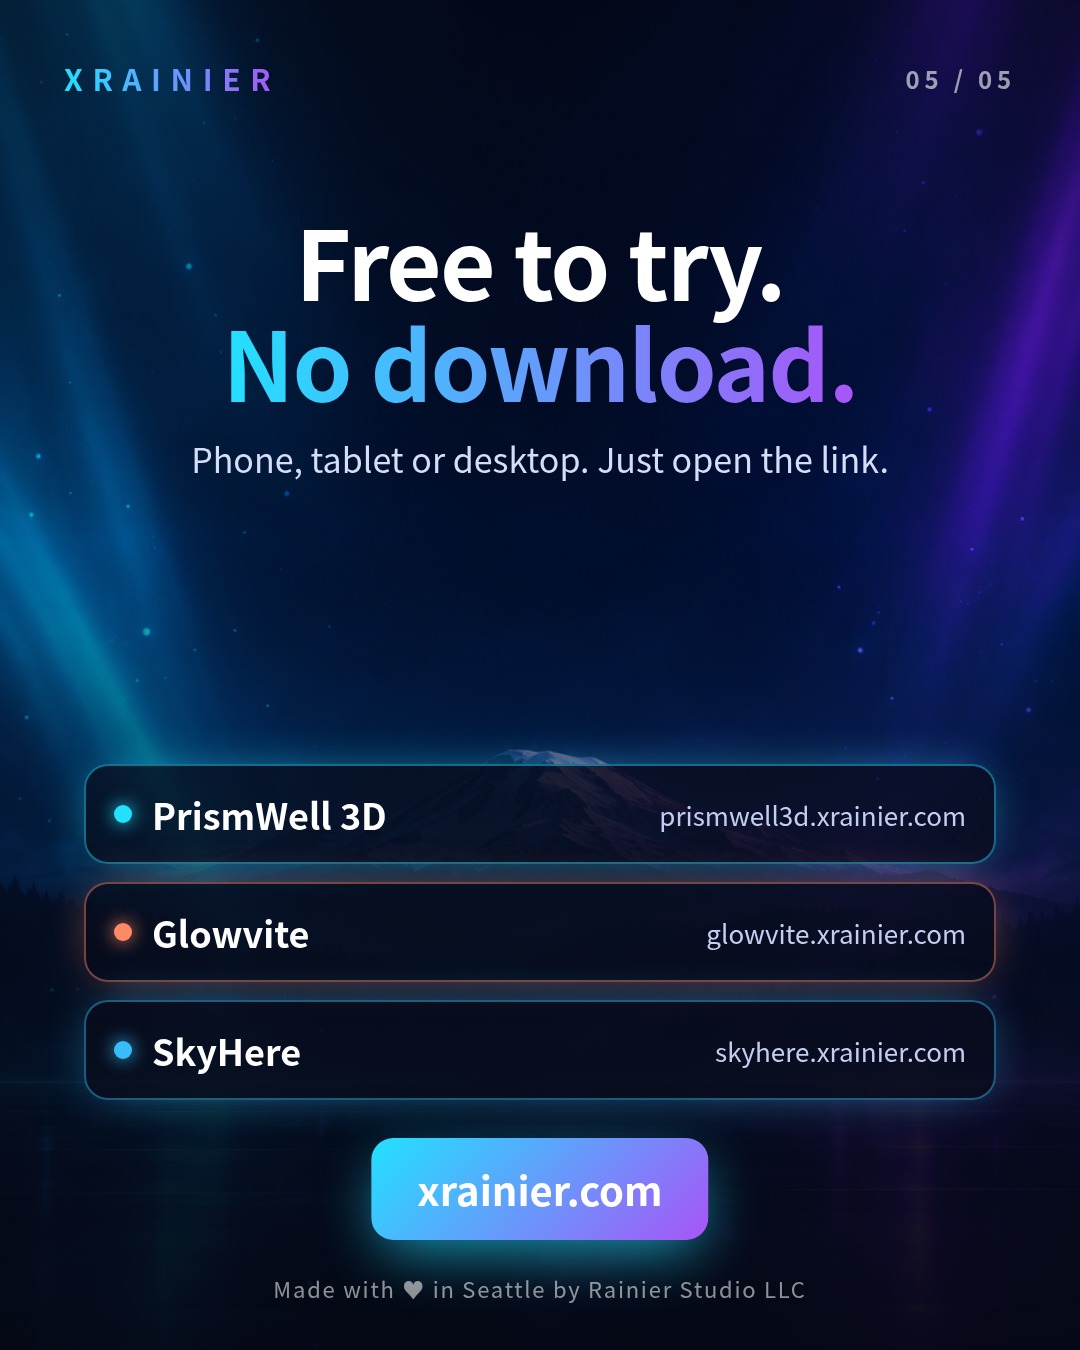 XRAINIER
05 / 05
Free to try.
No download.
Phone, tablet or desktop. Just open the link.
PrismWell 3D
prismwell3d.xrainier.com
Glowvite
glowvite.xrainier.com
SkyHere
skyhere.xrainier.com
xrainier.com
Made with ♥ in Seattle by Rainier Studio LLC